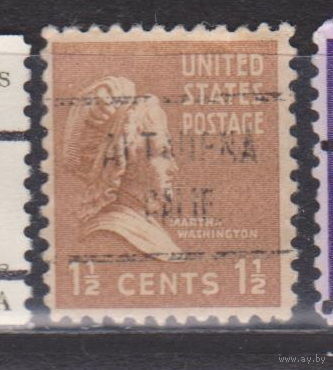 UNITED
STATES
POSTAGE
ALTADENA
CALIF
MARTHA
WASHINGTON
1½ CENTS 1½
S
A
www.ay.by